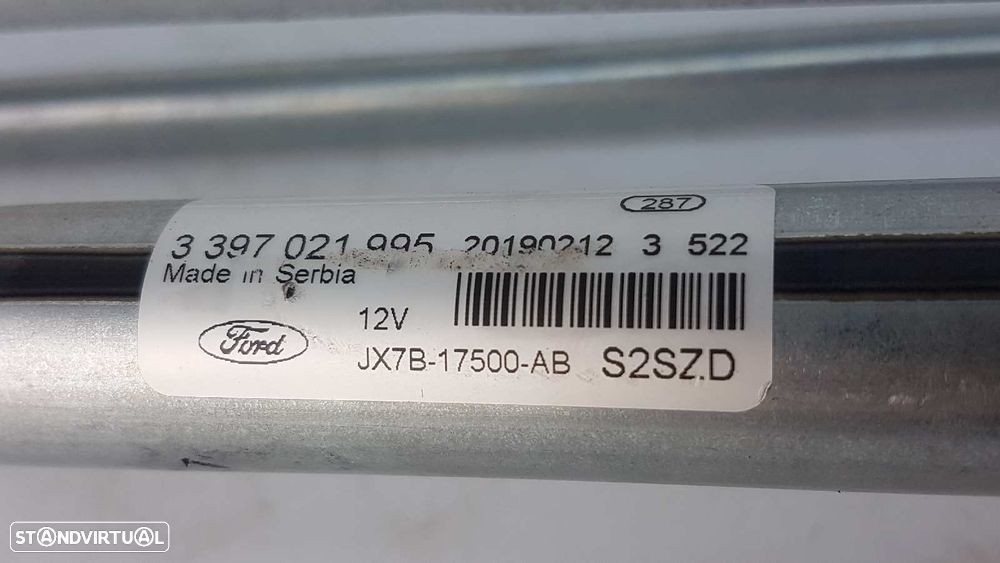 287
3 397 021 995 20190212 3 522
Made in Serbia
12V
Ford
JX7B-17500-AB S2SZ.D
STANDVIRTUAL